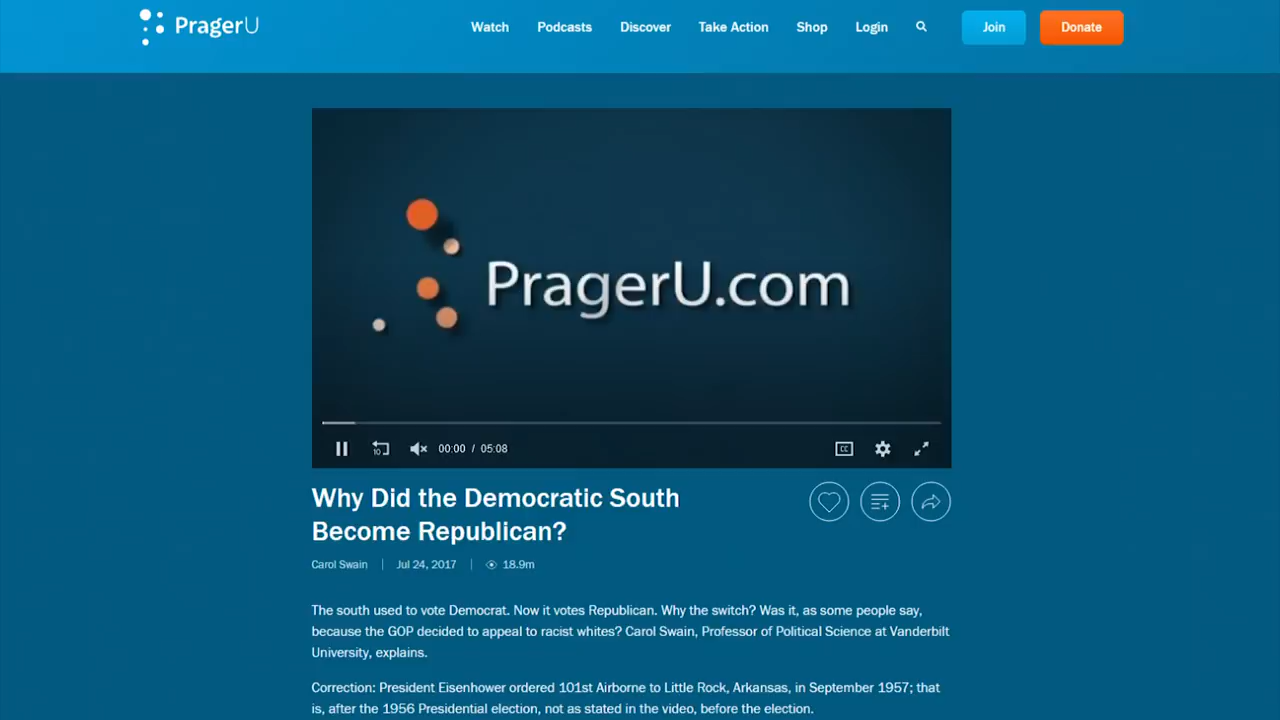 PragerU
Watch
Podcasts
Discover
Take Action
Shop
Login
Join
Donate
PragerU.com
10
00:00 / 05:08
CC
Why Did the Democratic South
Become Republican?
Carol Swain
Jul 24, 2017
18.9m
The south used to vote Democrat. Now it votes Republican. Why the switch? Was it, as some people say,
because the GOP decided to appeal to racist whites? Carol Swain, Professor of Political Science at Vanderbilt
University, explains.
Correction: President Eisenhower ordered 101st Airborne to Little Rock, Arkansas, in September 1957; that
is, after the 1956 Presidential election, not as stated in the video, before the election.